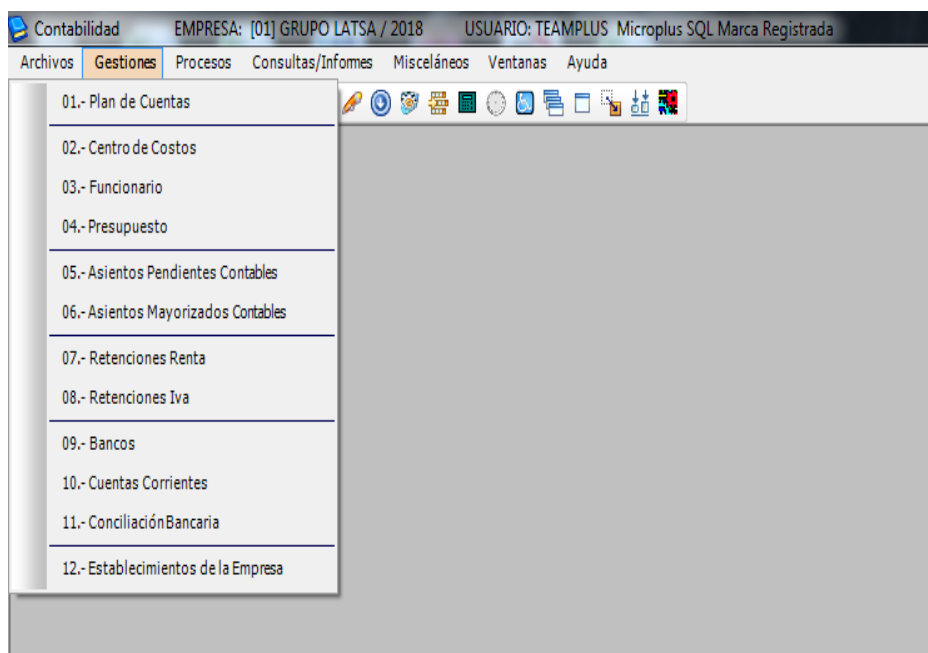 Contabilidad EMPRESA: [01] GRUPO LATSA / 2018 USUARIO: TEAMPLUS Microplus SQL Marca Registrada
Archivos Gestiones Procesos Consultas/Informes Misceláneos Ventanas Ayuda
01.- Plan de Cuentas
02.- Centro de Costos
03.- Funcionario
04.- Presupuesto
05.- Asientos Pendientes Contables
06.- Asientos Mayorizados Contables
07.- Retenciones Renta
08.- Retenciones Iva
09.- Bancos
10.- Cuentas Corrientes
11.- Conciliación Bancaria
12.- Establecimientos de la Empresa